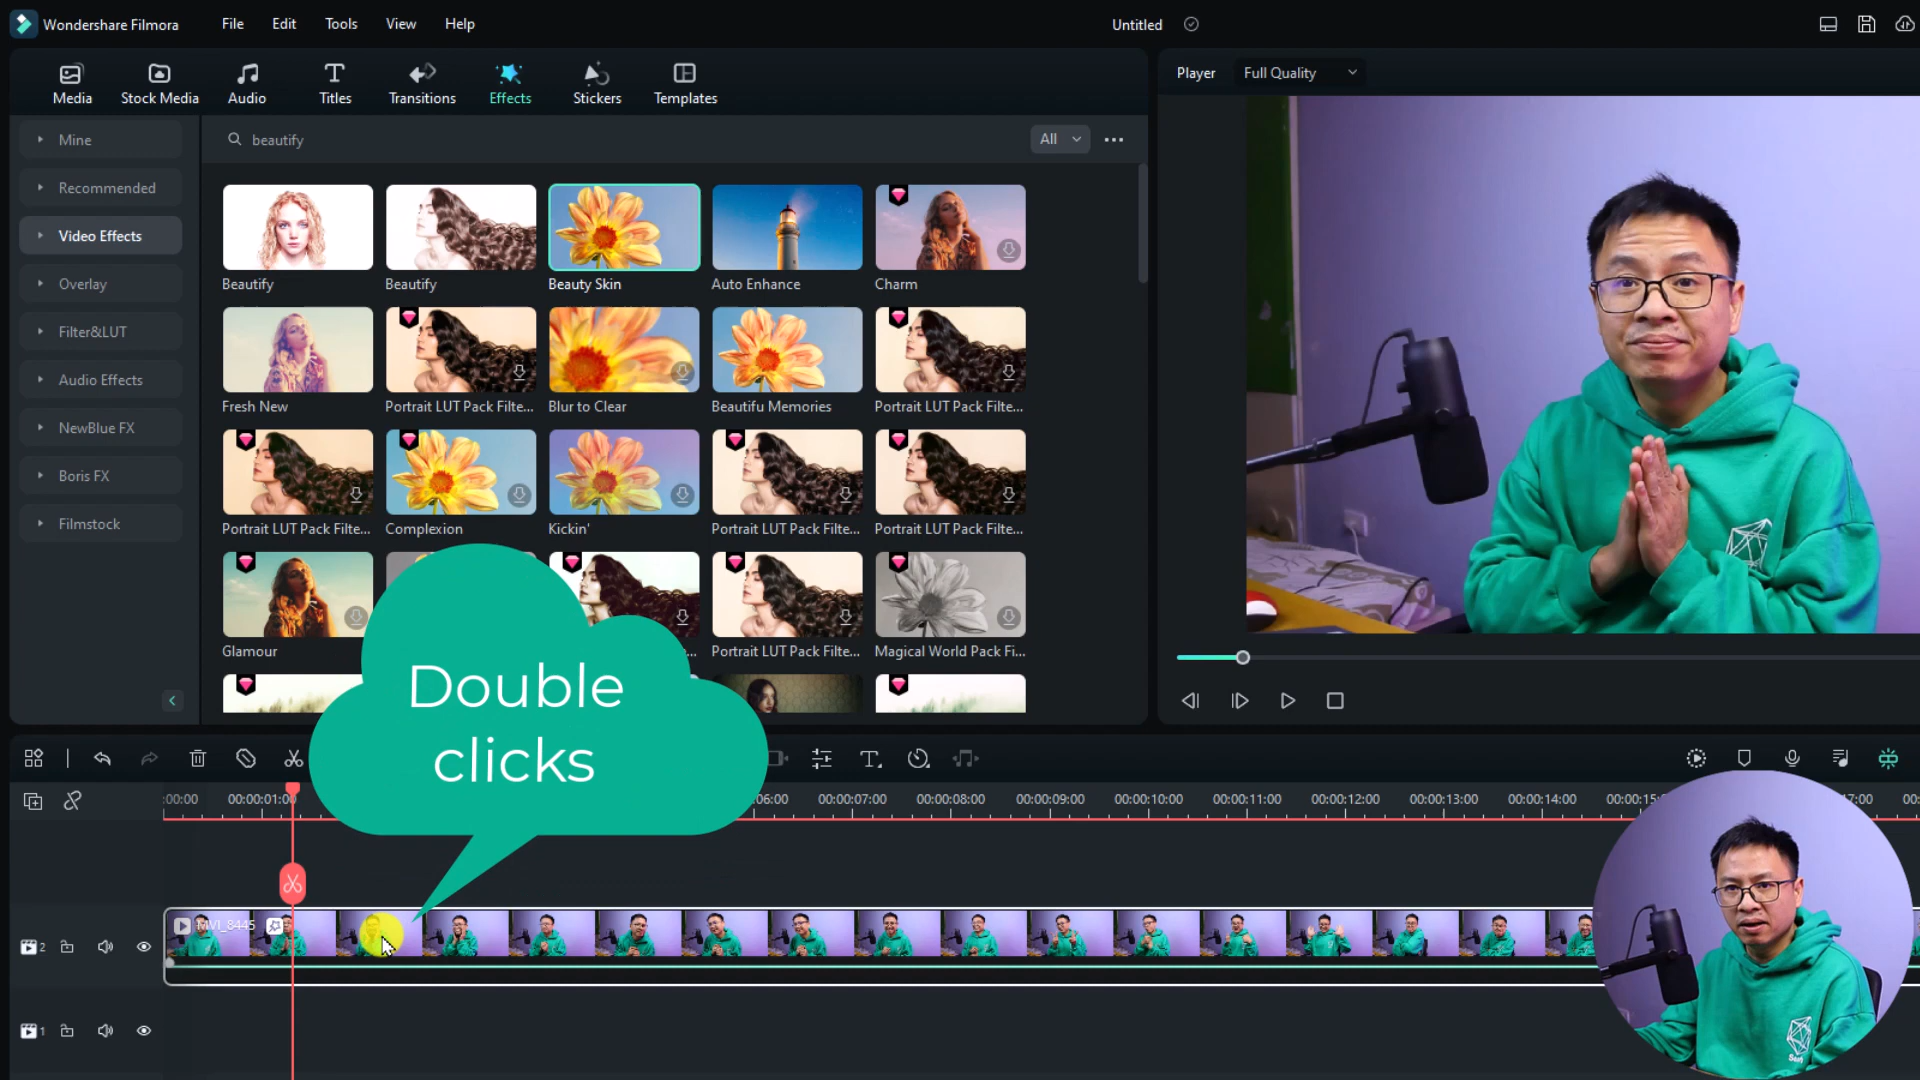 Wondershare Filmora
File
Edit
Tools
View
Help
Untitled
Media
Stock Media
Audio
Titles
Transitions
Effects
Stickers
Templates
Player
Full Quality
Mine
Recommended
Video Effects
Overlay
Filter&LUT
Audio Effects
NewBlue FX
Boris FX
Filmstock
beautify
All
Beautify
Beautify
Beauty Skin
Auto Enhance
Charm
Fresh New
Portrait LUT Pack Filte...
Blur to Clear
Beautifu Memories
Portrait LUT Pack Filte...
Portrait LUT Pack Filte...
Complexion
Kickin'
Portrait LUT Pack Filte...
Portrait LUT Pack Filte...
Glamour
Portrait LUT Pack Filte...
Magical World Pack Fi...
Double
clicks
:00:00
00:00:01:00
00:00:07:00
00:00:08:00
00:00:09:00
00:00:10:00
00:00:11:00
00:00:12:00
00:00:13:00
00:00:14:00
MVI_8445
2
1